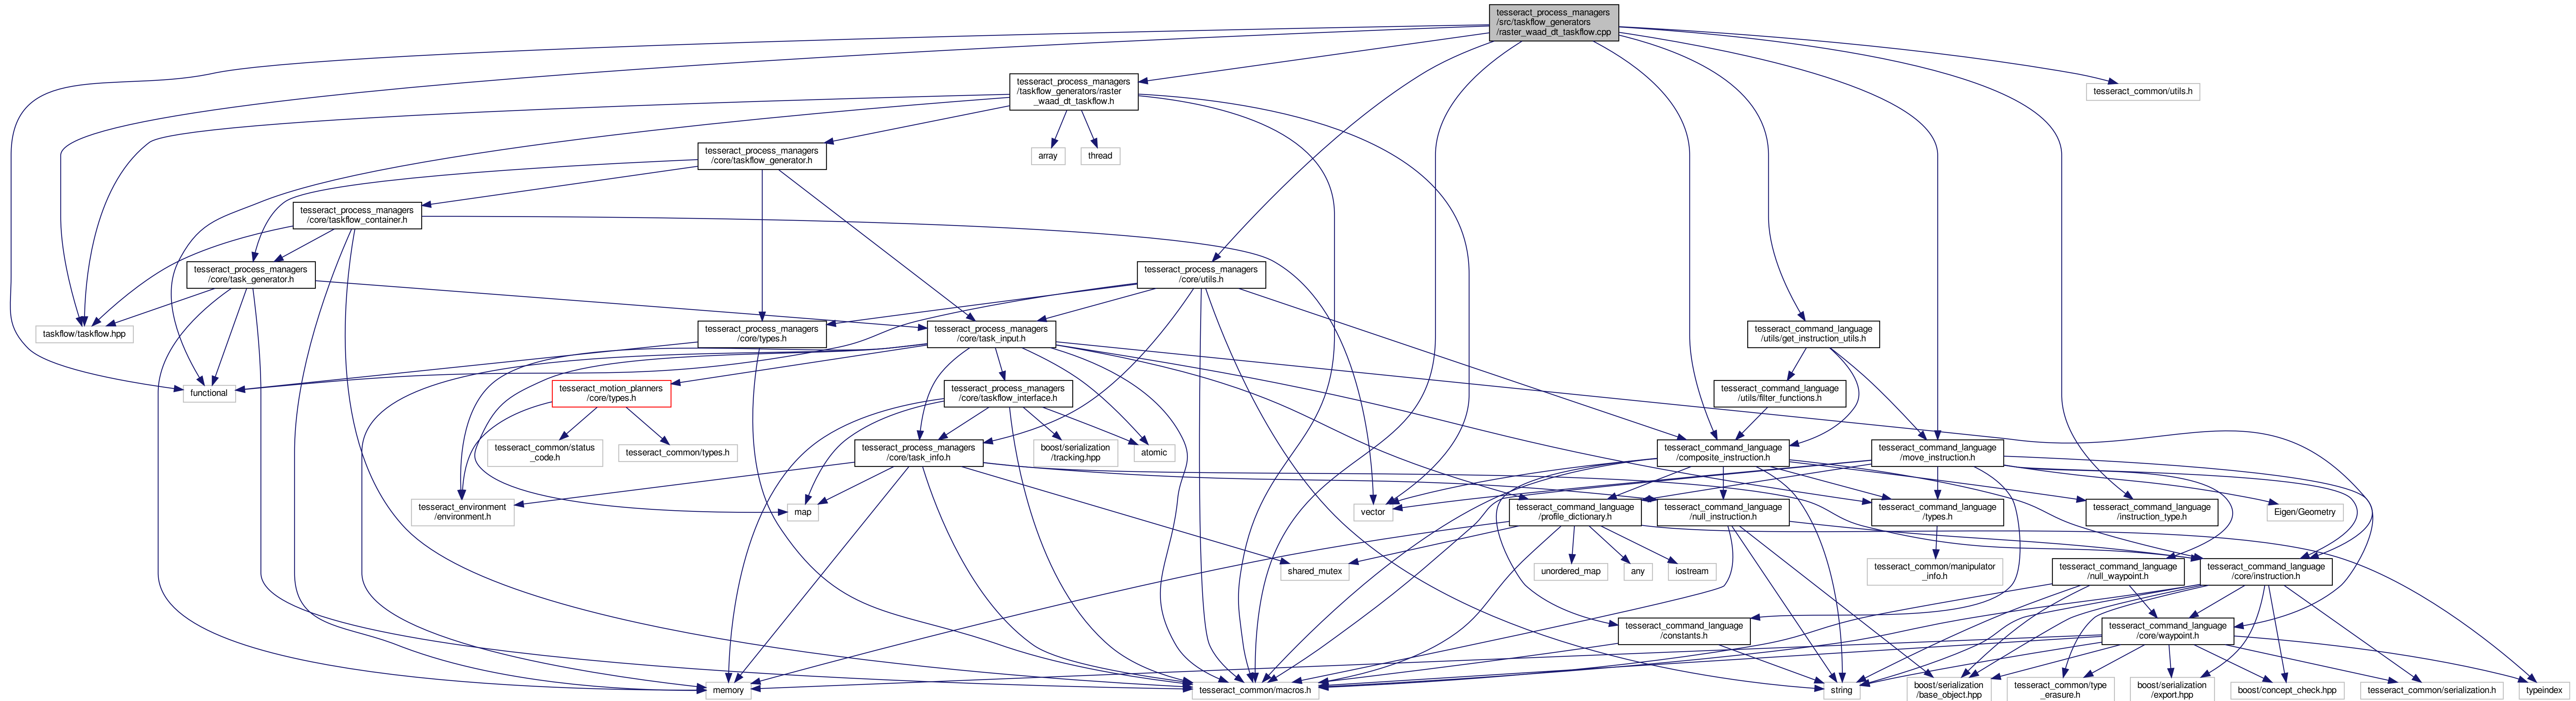 tesseract_process_managers
/src/taskflow_generators
/raster_waad_dt_taskflow.cpp
tesseract_process_managers
/taskflow_generators/raster
_waad_dt_taskflow.h
tesseract_common/utils.h
tesseract_process_managers
/core/taskflow_generator.h
array
thread
tesseract_process_managers
/core/taskflow_container.h
tesseract_process_managers
/core/task_generator.h
tesseract_process_managers
/core/utils.h
taskflow/taskflow.hpp
tesseract_process_managers
/core/types.h
tesseract_process_managers
/core/task_input.h
tesseract_command_language
/utils/get_instruction_utils.h
functional
tesseract_motion_planners
/core/types.h
tesseract_process_managers
/core/taskflow_interface.h
tesseract_command_language
/utils/filter_functions.h
tesseract_common/status
_code.h
tesseract_common/types.h
tesseract_process_managers
/core/task_info.h
boost/serialization
/tracking.hpp
atomic
tesseract_command_language
/composite_instruction.h
tesseract_command_language
/move_instruction.h
tesseract_environment
/environment.h
map
vector
tesseract_command_language
/profile_dictionary.h
tesseract_command_language
/null_instruction.h
tesseract_command_language
/types.h
tesseract_command_language
/instruction_type.h
Eigen/Geometry
shared_mutex
unordered_map
any
iostream
tesseract_common/manipulator
_info.h
tesseract_command_language
/null_waypoint.h
tesseract_command_language
/core/instruction.h
tesseract_command_language
/constants.h
tesseract_command_language
/core/waypoint.h
memory
tesseract_common/macros.h
string
boost/serialization
/base_object.hpp
tesseract_common/type
_erasure.h
boost/serialization
/export.hpp
boost/concept_check.hpp
tesseract_common/serialization.h
typeindex